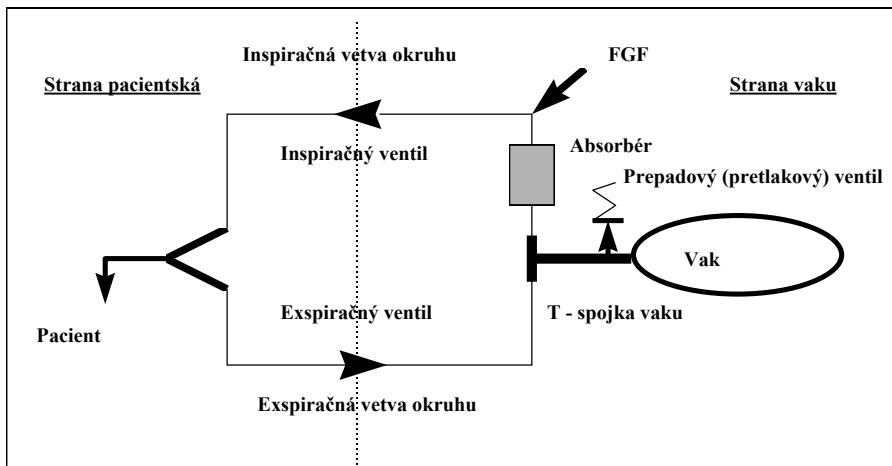 Inspiračná vetva okruhu
FGF
Strana pacientská
Strana vaku
Inspiračný ventil
Absorbér
Prepadový (pretlakový) ventil
Vak
Exspiračný ventil
T - spojka vaku
Pacient
Exspiračná vetva okruhu